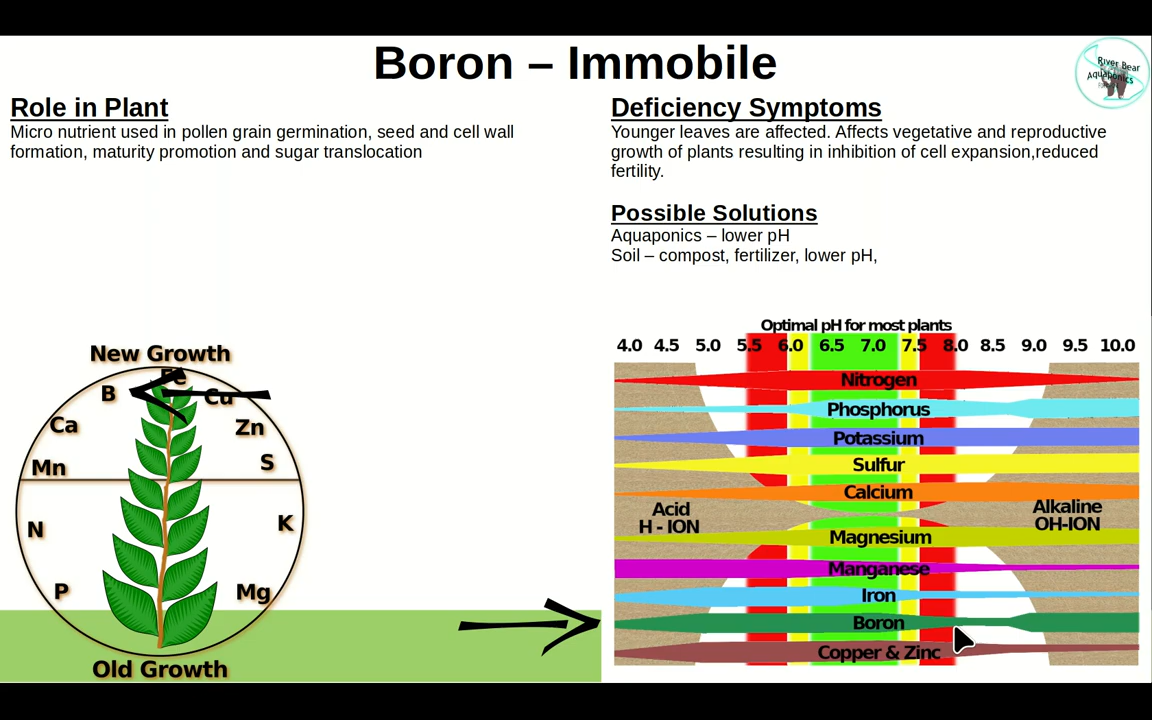 Boron – Immobile
River Bear
Aquaponics
Role in Plant
Micro nutrient used in pollen grain germination, seed and cell wall
formation, maturity promotion and sugar translocation
Deficiency Symptoms
Younger leaves are affected. Affects vegetative and reproductive
growth of plants resulting in inhibition of cell expansion,reduced
fertility.
Possible Solutions
Aquaponics – lower pH
Soil – compost, fertilizer, lower pH,
New Growth
Fe
B
Cu
Ca
Zn
Mn
S
N
K
P
Mg
Old Growth
Optimal pH for most plants
4.0 4.5 5.0 5.5 6.0 6.5 7.0 7.5 8.0 8.5 9.0 9.5 10.0
Nitrogen
Phosphorus
Potassium
Sulfur
Calcium
Acid
H - ION
Alkaline
OH-ION
Magnesium
Manganese
Iron
Boron
Copper & Zinc